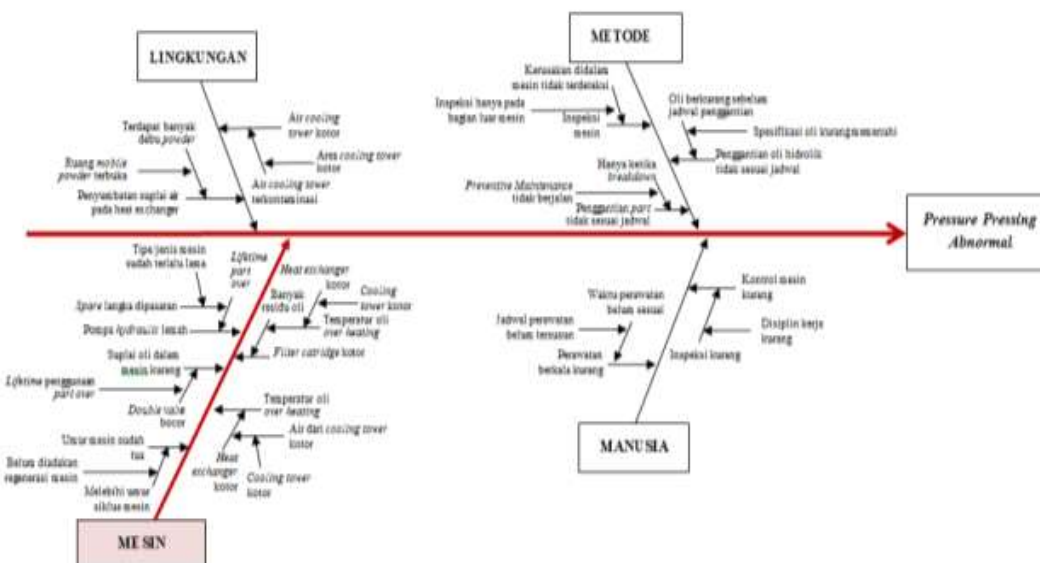 LINGKUNGAN
Terdapat banyak
debu powder
Ruang mobile
powder terbuka
Penyumbatan suplai air
pada heat exchanger
Air cooling
tower kotor
Area cooling tower
kotor
Air cooling tower
terkontaminasi
METODE
Kerusakan didalam
mesin tidak terdeteksi
Inspeksi hanya pada
bagian luar mesin
Inspeksi
mesin
Oli berkurang sebelum
jadwal penggantian
Spesifikasi oli kurang memenuhi
Penggantian oli hidrolik
tidak sesuai jadwal
Hanya ketika
breakdown
Preventive Maintenance
tidak berjalan
Penggantian part
tidak sesuai jadwal
Pressure Pressing
Abnormal
Tipe jenis mesin
sudah terlalu lama
Lifetime
part
over
Spare langka dipasaran
Pompa hydraulic lemah
Heat exchanger
kotor
Banyak
residu oli
Cooling
tower kotor
Temperatur oli
over heating
Filter catridge kotor
Suplai oli dalam
mesin kurang
Lifetime penggunaan
part over
Double valve
bocor
Temperatur oli
over heating
Air dari cooling tower
kotor
Heat
exchanger
kotor
Cooling tower
kotor
Umur mesin sudah
tua
Belum diadakan
regenerasi mesin
Melebihi umur
siklus mesin
MESIN
Waktu perawatan
belum sesuai
Jadwal perawatan
belum tersusun
Perawatan
berkala kurang
Kontrol mesin
kurang
Disiplin kerja
kurang
Inspeksi kurang
MANUSIA